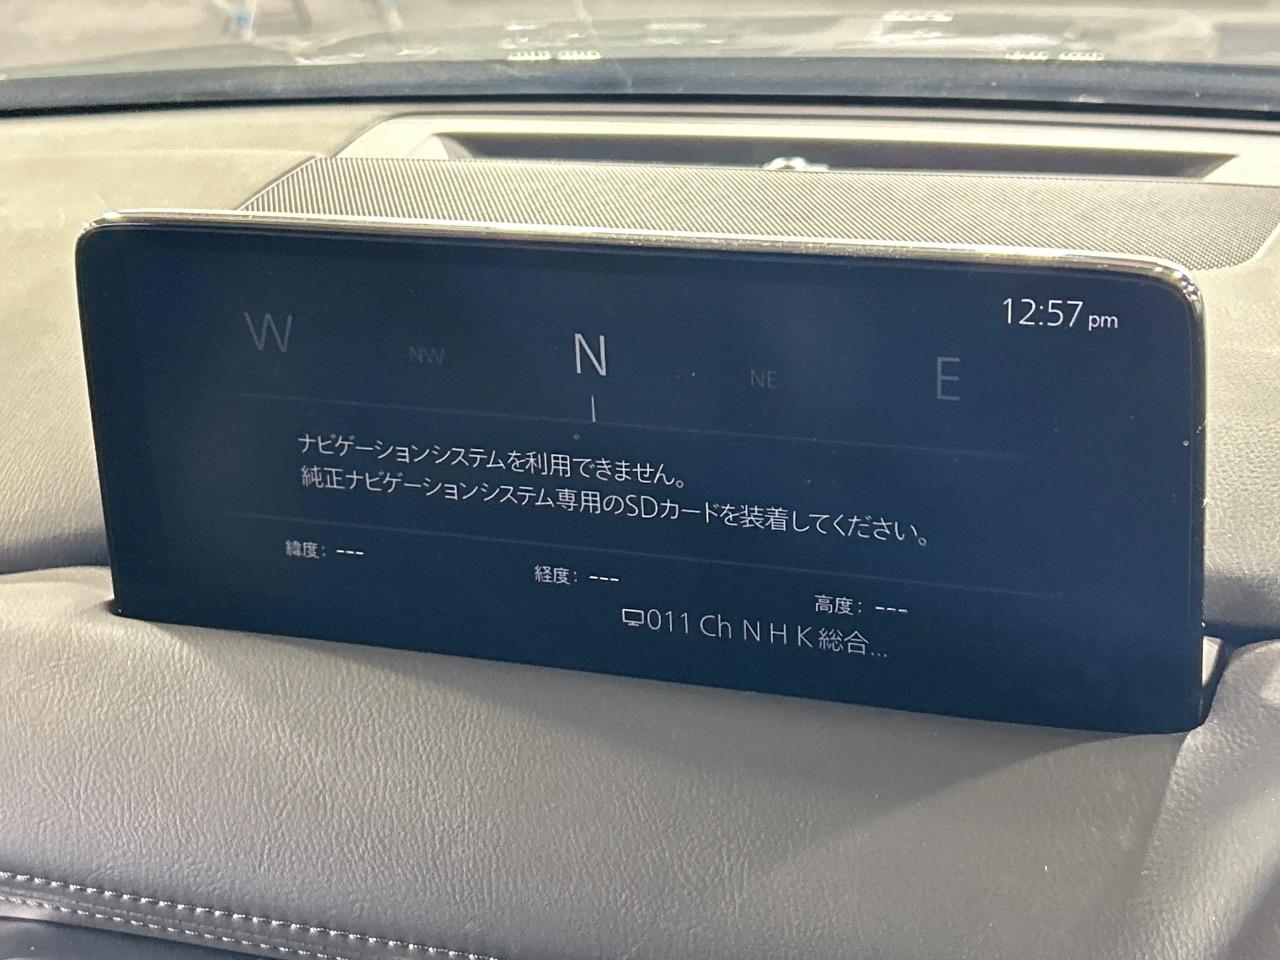 12:57 pm
W NW N NE E
ナビゲーションシステムを利用できません。
純正ナビゲーションシステム専用のSDカードを装着してください。
緯度: --- 経度: --- 高度: ---
011 Ch ＮＨＫ総合...